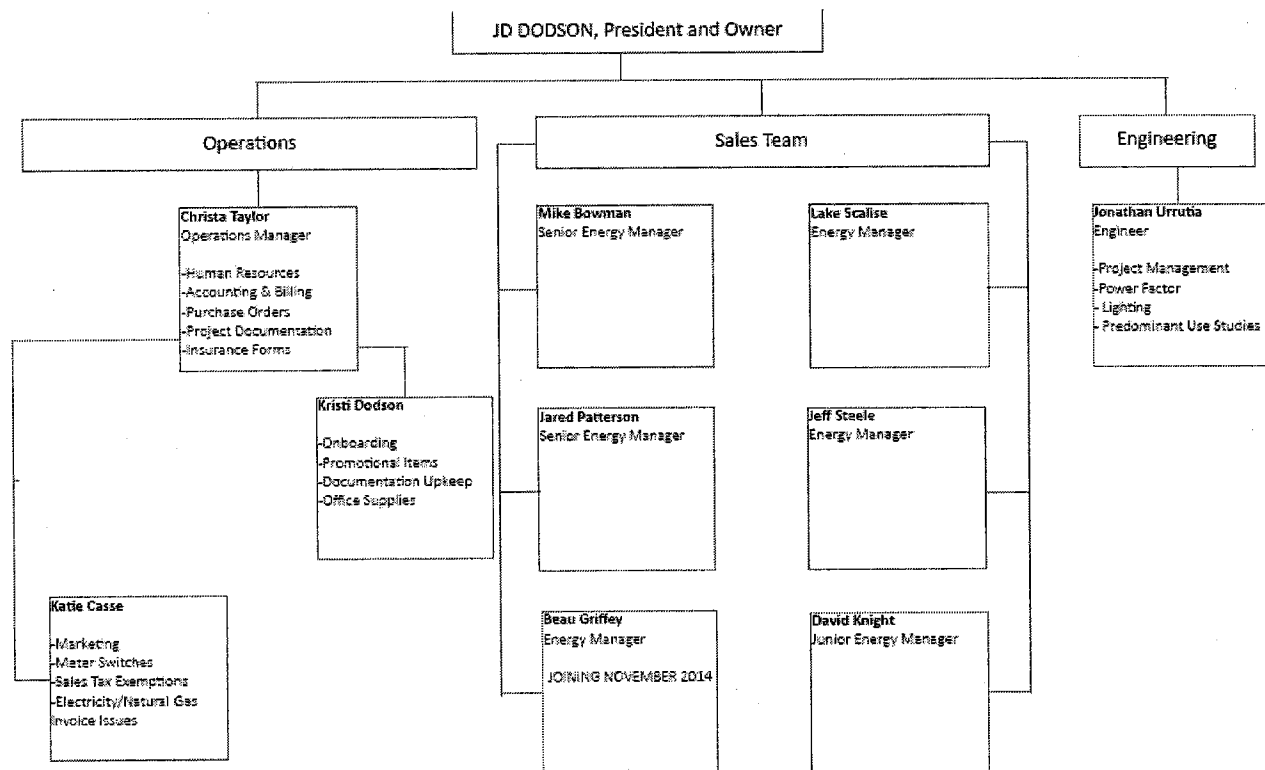 JD DODSON, President and Owner
Operations
Sales Team
Engineering
Christa Taylor
Operations Manager
-Human Resources
-Accounting & Billing
-Purchase Orders
-Project Documentation
-Insurance Forms
Kristi Dodson
-Onboarding
-Promotional Items
-Documentation Upkeep
-Office Supplies
Katie Casse
-Marketing
-Meter Switches
-Sales Tax Exemptions
-Electricity/Natural Gas
Invoice Issues
Mike Bowman
Senior Energy Manager
Lake Scalise
Energy Manager
Jared Patterson
Senior Energy Manager
Jeff Steele
Energy Manager
Beau Griffey
Energy Manager
JOINING NOVEMBER 2014
David Knight
Junior Energy Manager
Jonathan Urrutia
Engineer
-Project Management
-Power Factor
- Lighting
- Predominant Use Studies